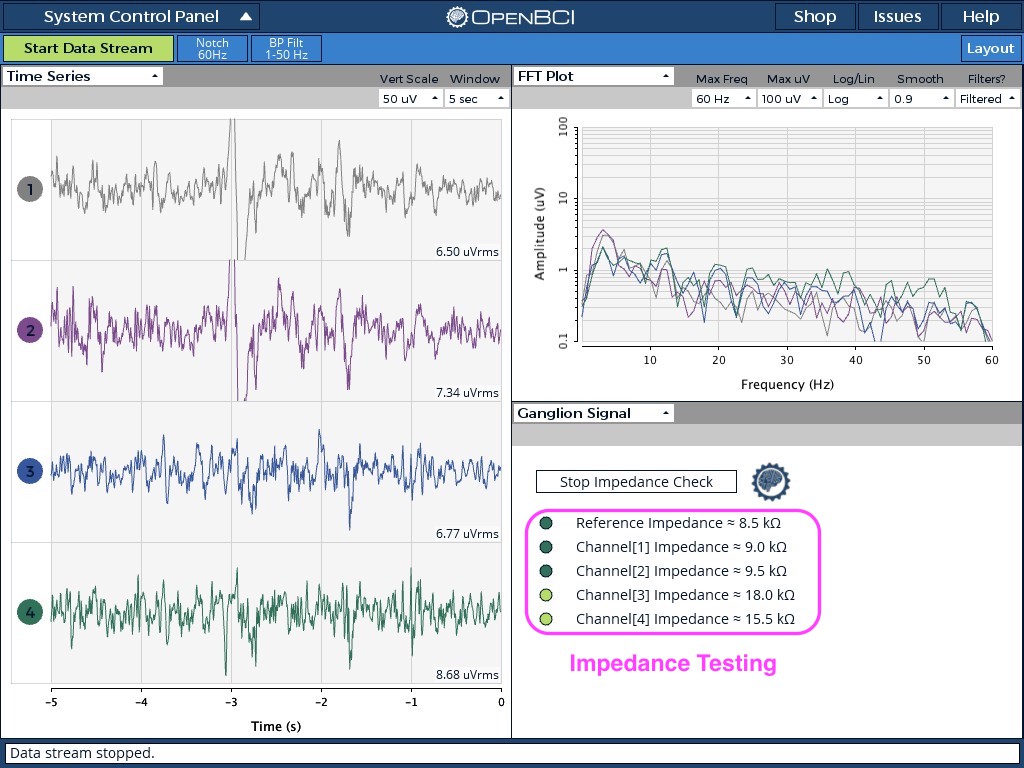 System Control Panel
OpenBCI
Shop
Issues
Help
Start Data Stream
Notch
60Hz
BP Filt
1-50 Hz
Layout
Time Series
Vert Scale
Window
50 uV
5 sec
1
6.50 uVrms
2
7.34 uVrms
3
6.77 uVrms
4
8.68 uVrms
-5
-4
-3
-2
-1
0
Time (s)
FFT Plot
Max Freq
Max uV
Log/Lin
Smooth
Filters?
60 Hz
100 uV
Log
0.9
Filtered
100
10
1
0.1
Amplitude (uV)
10
20
30
40
50
60
Frequency (Hz)
Ganglion Signal
Stop Impedance Check
Reference Impedance ≈ 8.5 kΩ
Channel[1] Impedance ≈ 9.0 kΩ
Channel[2] Impedance ≈ 9.5 kΩ
Channel[3] Impedance ≈ 18.0 kΩ
Channel[4] Impedance ≈ 15.5 kΩ
Impedance Testing
Data stream stopped.